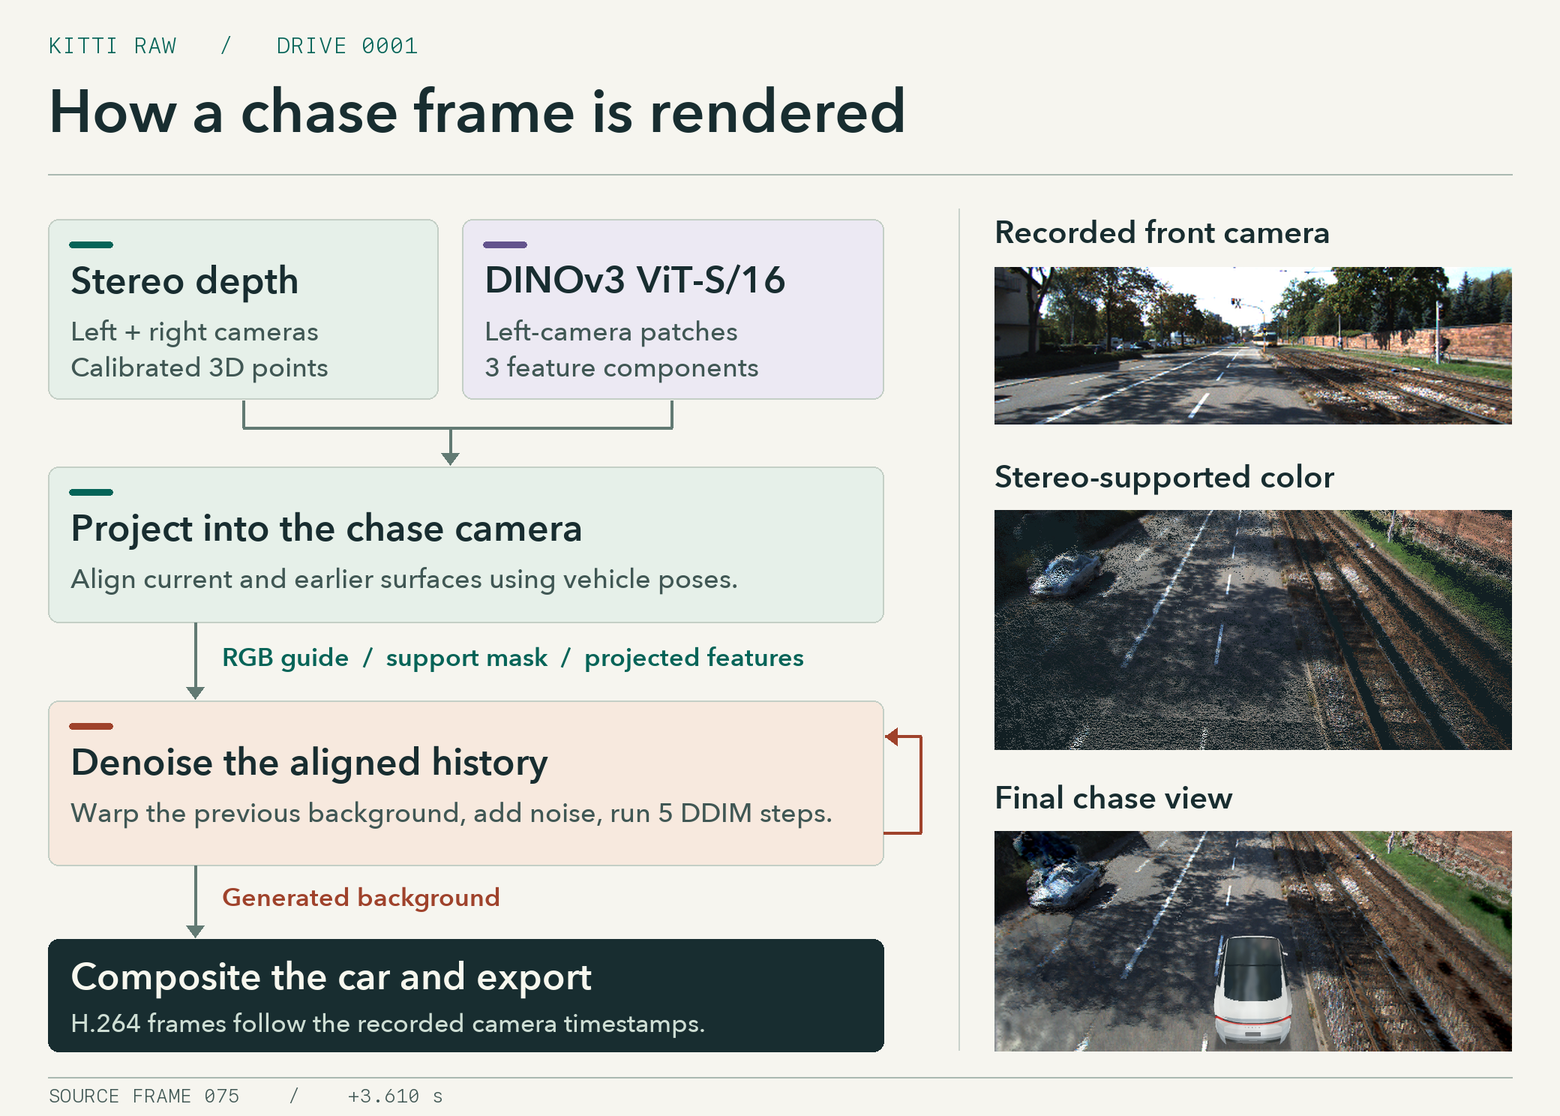 KITTI RAW / DRIVE 0001
How a chase frame is rendered
Stereo depth
Left + right cameras
Calibrated 3D points
DINOv3 ViT-S/16
Left-camera patches
3 feature components
Project into the chase camera
Align current and earlier surfaces using vehicle poses.
RGB guide / support mask / projected features
Denoise the aligned history
Warp the previous background, add noise, run 5 DDIM steps.
Generated background
Composite the car and export
H.264 frames follow the recorded camera timestamps.
Recorded front camera
Stereo-supported color
Final chase view
SOURCE FRAME 075 / +3.610 s